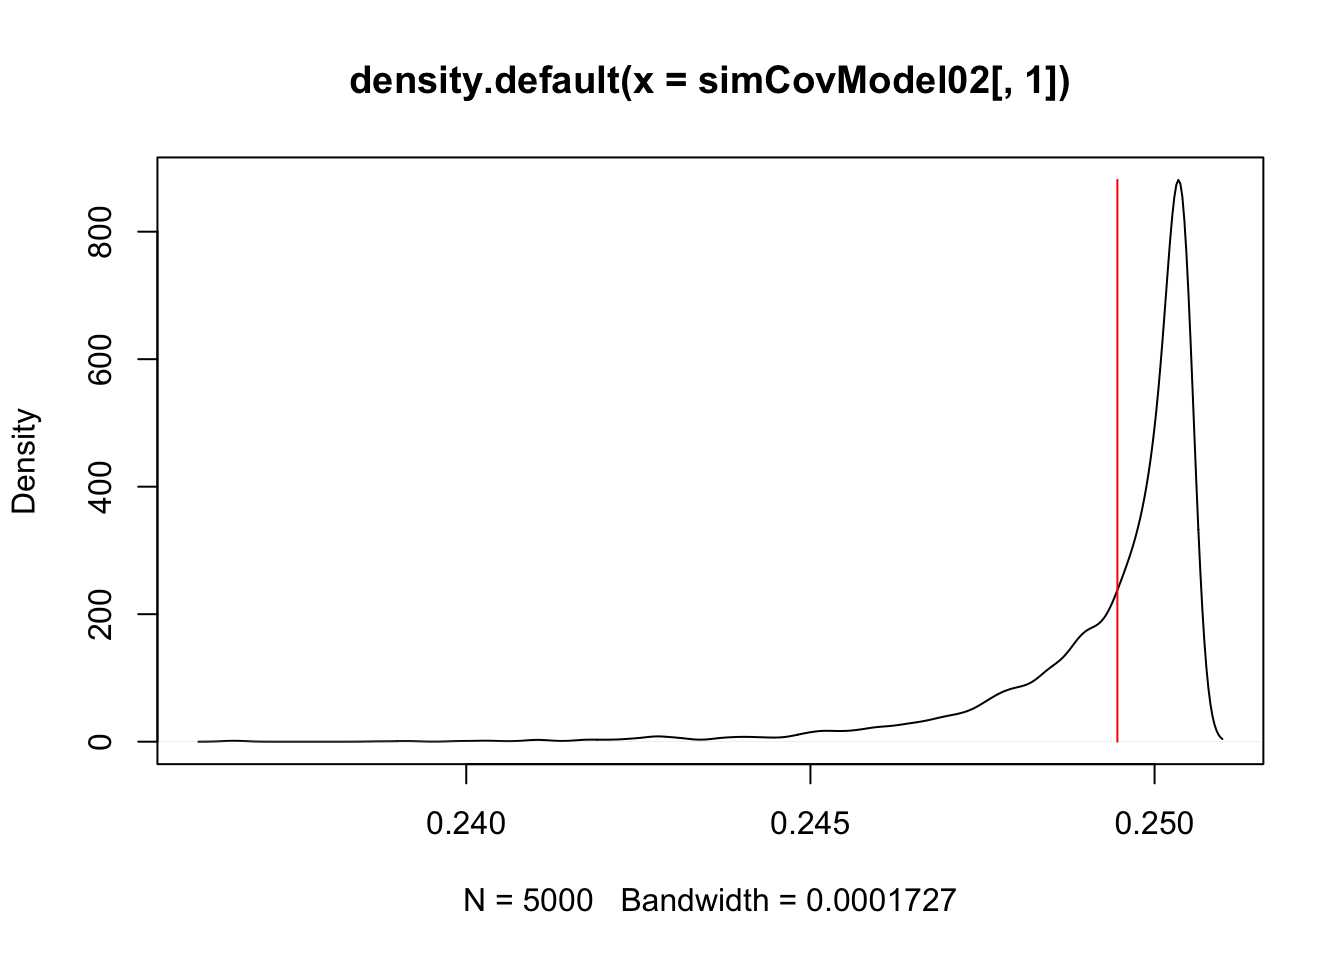 density.default(x = simCovModel02[, 1])
Density
800
600
400
200
0
0.240 0.245 0.250
N = 5000 Bandwidth = 0.0001727